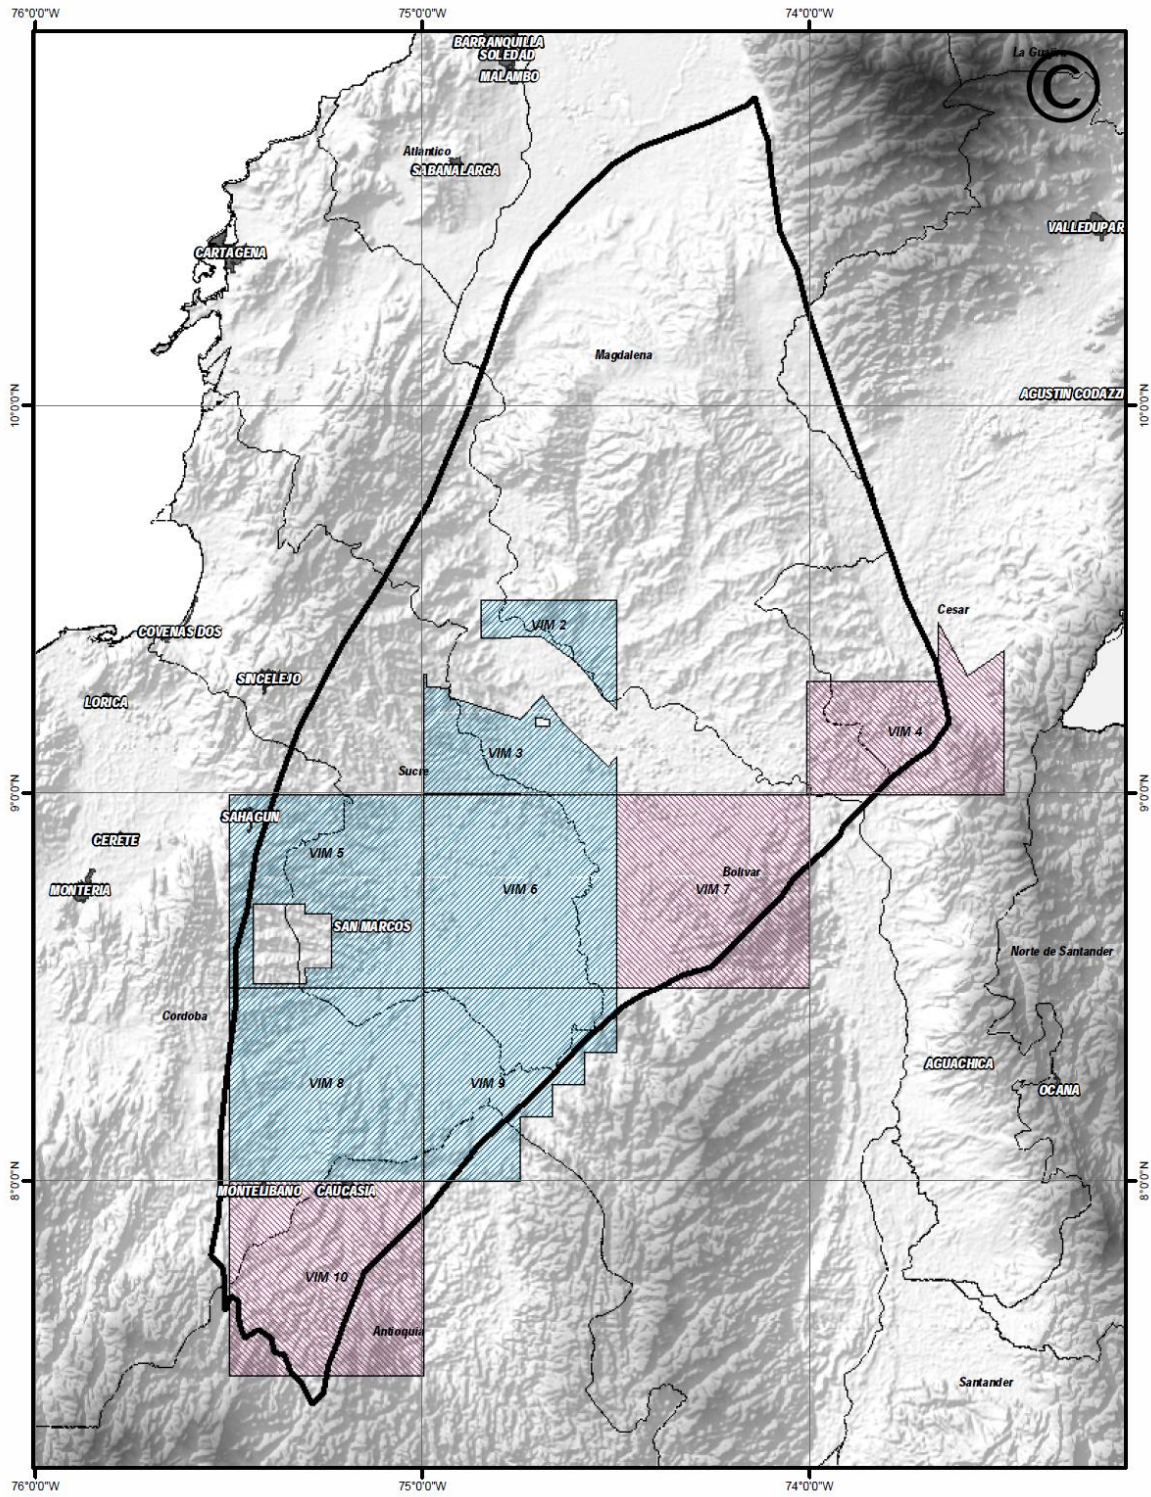 76°0'0"W 75°0'0"W 74°0'0"W
BARRANQUILLA
SOLEDAD
MALAMBO
La Guajira
©
Atlantico
SABANALARGA
VALLEDUPAR
CARTAGENA
Magdalena
AGUSTIN CODAZZI
10°0'0"N 10°0'0"N
Cesar
VIM 2
COVENAS DOS
SINCELEJO
LORICA
VIM 4
VIM 3
Sucre
9°0'0"N 9°0'0"N
SAHAGUN
CERETE
VIM 5
Bolivar
MONTERIA
VIM 6
VIM 7
SAN MARCOS
Norte de Santander
Cordoba
AGUACHICA
VIM 8
VIM 9
OCANA
8°0'0"N 8°0'0"N
MONTELIBANO CAUCASIA
VIM 10
Antioquia
Santander
76°0'0"W 75°0'0"W 74°0'0"W